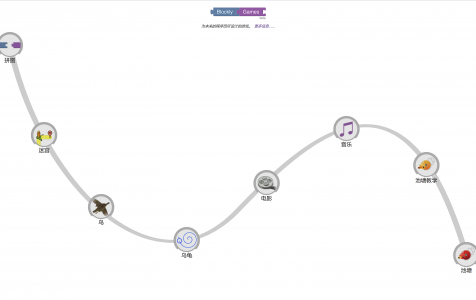 Blockly Games
为未来的程序员们设计的游戏。 更多信息……
拼图
迷宫
鸟
乌龟
电影
音乐
池塘教学
池塘